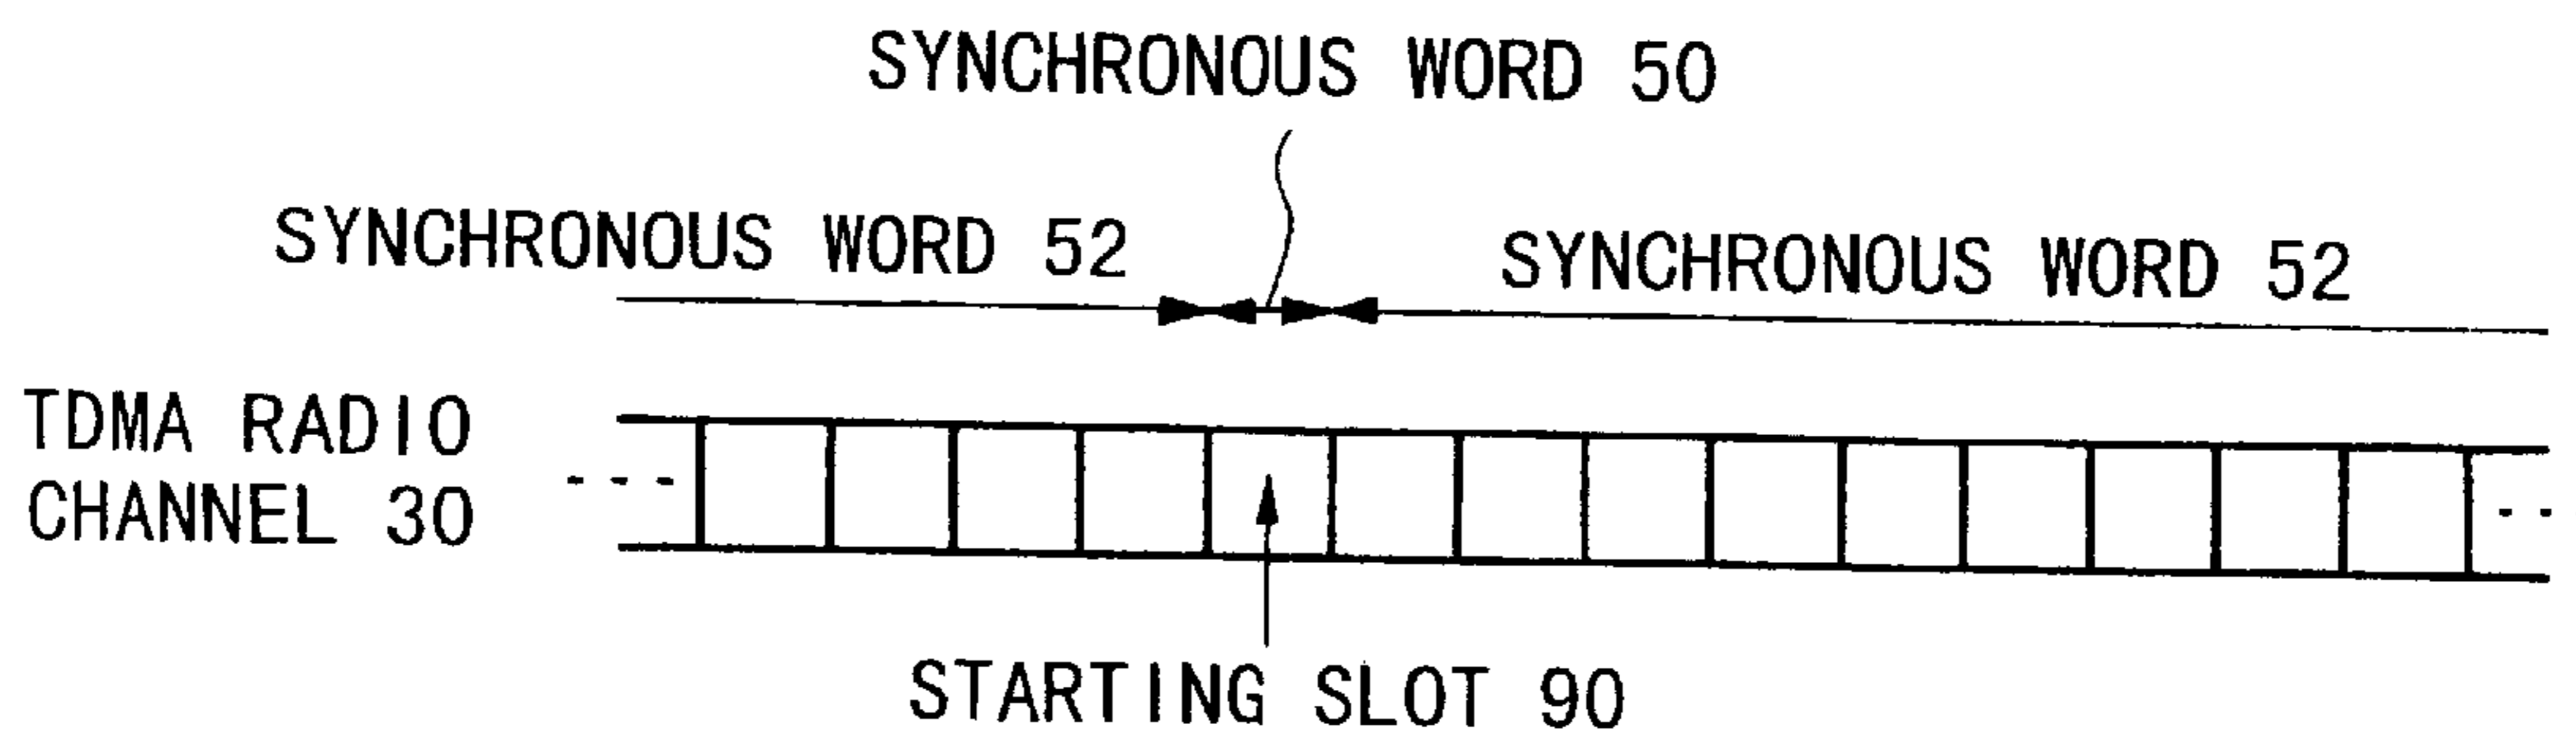 SYNCHRONOUS WORD 50
SYNCHRONOUS WORD 52
SYNCHRONOUS WORD 52
TDMA RADIO
CHANNEL 30
STARTING SLOT 90